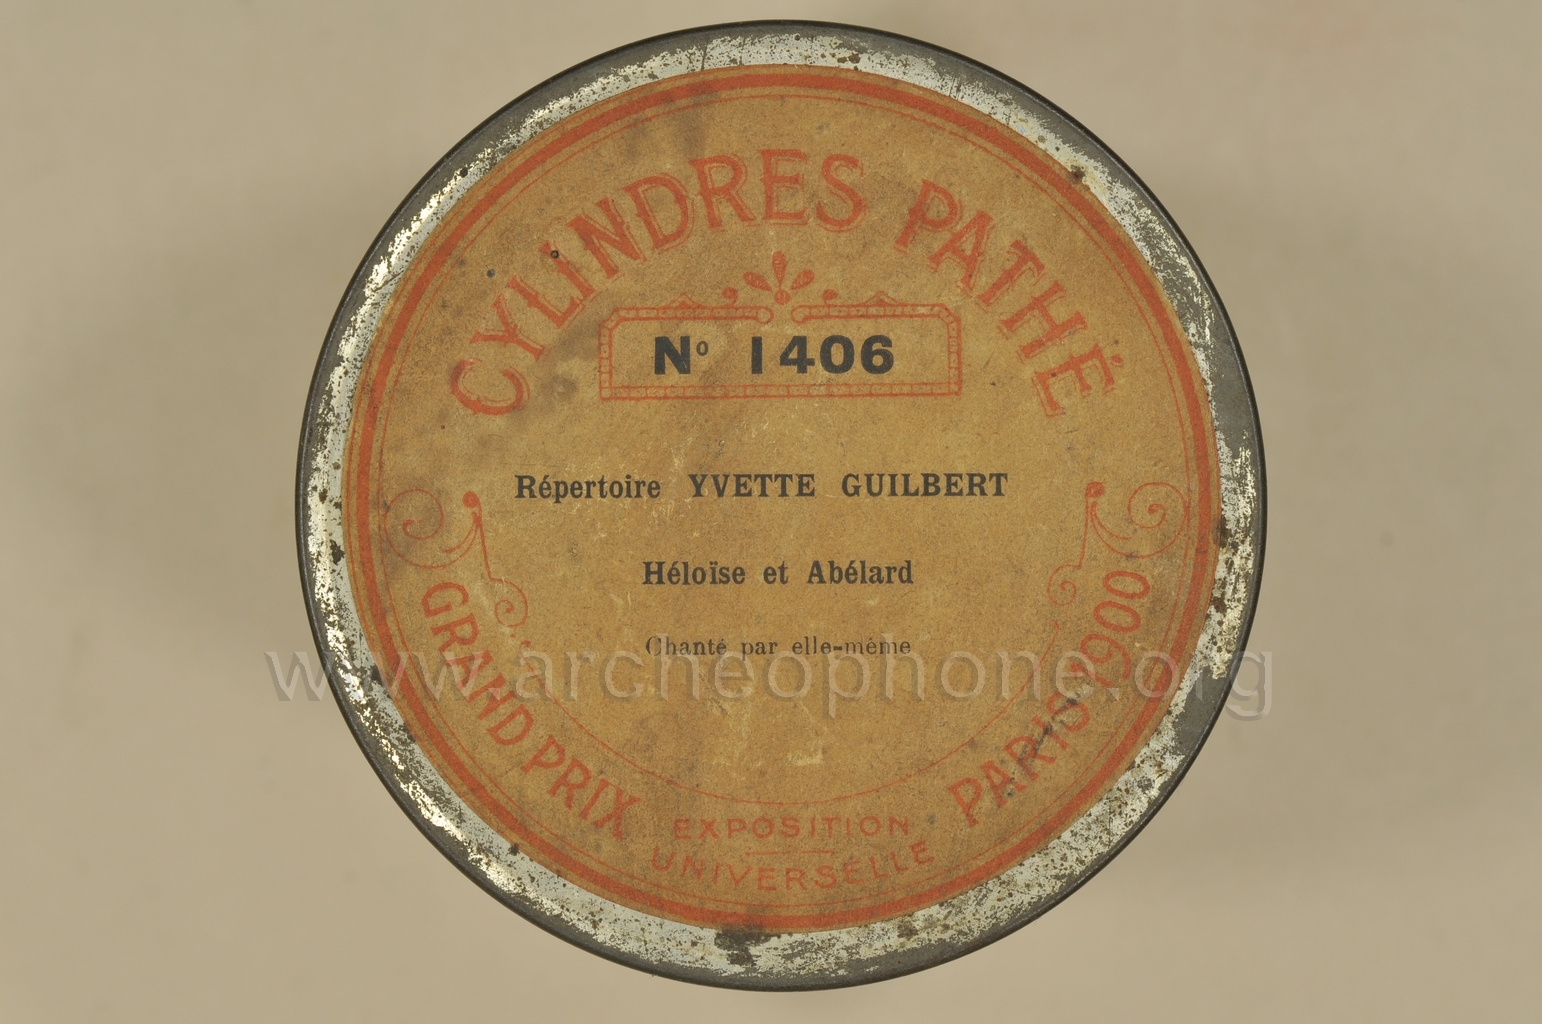 CYLINDRES PATHÉ
Nº 1406
Répertoire YVETTE GUILBERT
Héloïse et Abélard
Chanté par elle-même
www.archeophone.org
GRAND PRIX
EXPOSITION
UNIVERSELLE
PARIS 1900